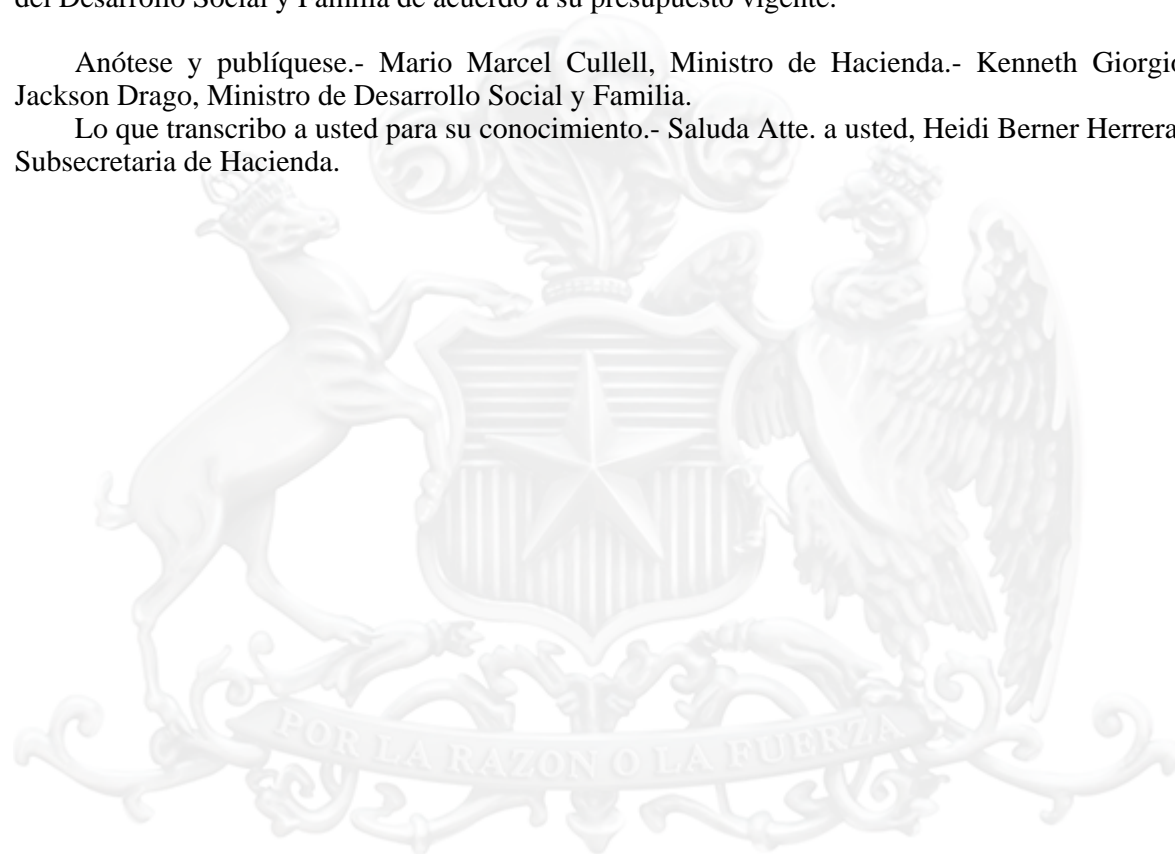 del Desarrollo Social y Familia de acuerdo a su presupuesto vigente.
Anótese y publíquese.- Mario Marcel Cullell, Ministro de Hacienda.- Kenneth Giorgio
Jackson Drago, Ministro de Desarrollo Social y Familia.
Lo que transcribo a usted para su conocimiento.- Saluda Atte. a usted, Heidi Berner Herrera
Subsecretaria de Hacienda.
POR LA RAZON O LA FUERZA